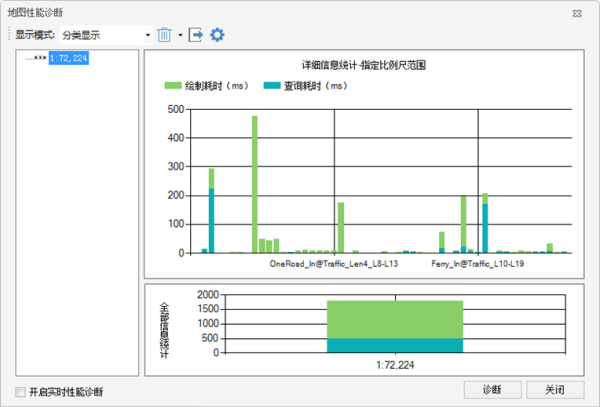 地图性能诊断
显示模式: 分类显示
1:72,224
详细信息统计-指定比例尺范围
绘制耗时（ms） 查询耗时（ms）
500
400
300
200
100
0
OneRoad_In@Traffic_Len4_L8-L13 Ferry_In@Traffic_L10-L19
全部信息统计
2000
1500
1000
500
0
1:72,224
开启实时性能诊断 诊断 关闭